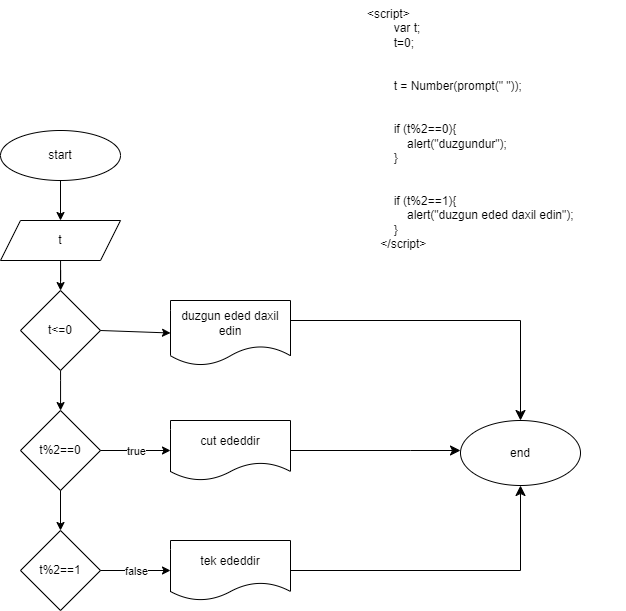 <script>
var t;
t=0;
t = Number(prompt(" "));
if (t%2==0){
alert("duzgundur");
}
if (t%2==1){
alert("duzgun eded daxil edin");
}
</script>
start
t
t<=0
duzgun eded daxil
edin
t%2==0
true
cut ededdir
end
t%2==1
false
tek ededdir